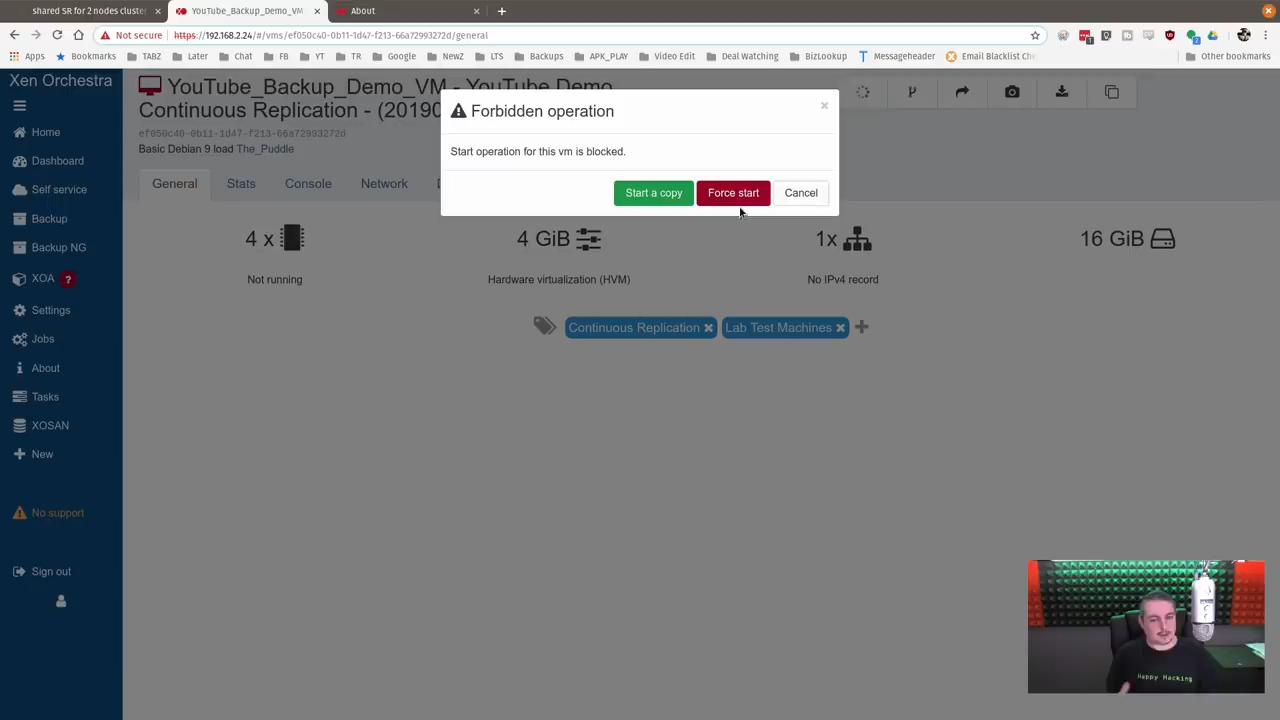 shared SR for 2 nodes cluster
YouTube_Backup_Demo_VM
About
Not secure
https://192.168.2.24/#/vms/ef050c40-0b11-1d47-f213-66a72993272d/general
Apps
Bookmarks
TABZ
Later
Chat
FB
YT
TR
Google
NewZ
LTS
Backups
APK_PLAY
Video Edit
Deal Watching
BizLookup
Messageheader
Email Blacklist Che
Other bookmarks
Xen Orchestra
Home
Dashboard
Self service
Backup
Backup NG
XOA ?
Settings
Jobs
About
Tasks
XOSAN
New
No support
Sign out
YouTube_Backup_Demo_VM - YouTube Demo
Continuous Replication - (20190
ef050c40-0b11-1d47-f213-66a72993272d
Basic Debian 9 load The_Puddle
General
Stats
Console
Network
D
Forbidden operation
×
Start operation for this vm is blocked.
Start a copy
Force start
Cancel
4 x
4 GiB
1x
16 GiB
Not running
Hardware virtualization (HVM)
No IPv4 record
Continuous Replication
Lab Test Machines
Happy Hacking